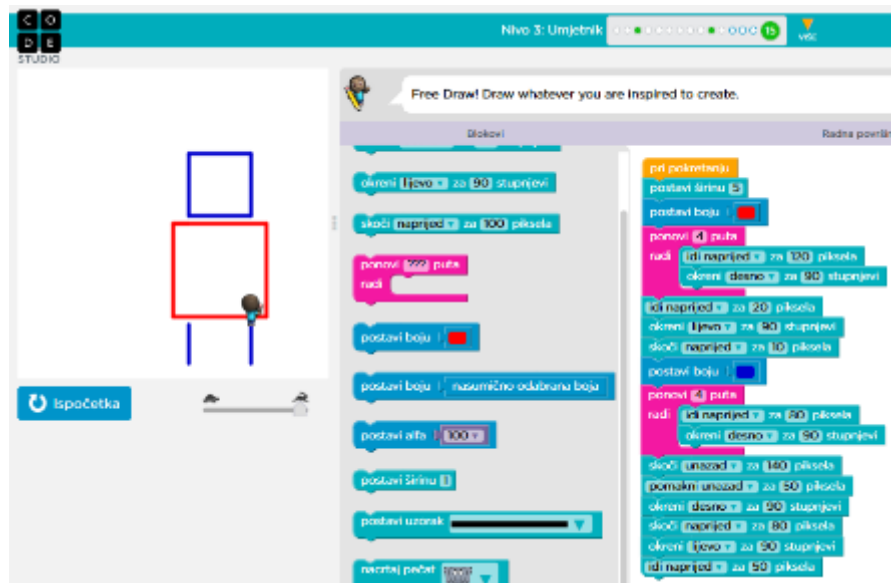 C O
D E
STUDIO
Nivo 3: Umjetnik
15
VIŠE
Free Draw! Draw whatever you are inspired to create.
Blokovi
Radna površin
okreni lijevo za 90 stupnjevi
skoči naprijed za 100 piksela
ponovi ??? puta
radi
postavi boju
postavi boju nasumično odabrana boja
postavi alfa 100
postavi širinu 1
postavi uzorak
nacrtaj pečat
Ispočetka
pri pokretanju
postavi širinu 5
postavi boju
ponovi 4 puta
radi idi naprijed za 120 piksela
okreni desno za 90 stupnjevi
idi naprijed za 20 piksela
okreni lijevo za 90 stupnjevi
skoči naprijed za 10 piksela
postavi boju
ponovi 4 puta
radi idi naprijed za 80 piksela
okreni desno za 90 stupnjevi
skoči unazad za 140 piksela
pomakni unazad za 50 piksela
okreni desno za 90 stupnjevi
skoči naprijed za 80 piksela
okreni lijevo za 90 stupnjevi
idi naprijed za 50 piksela